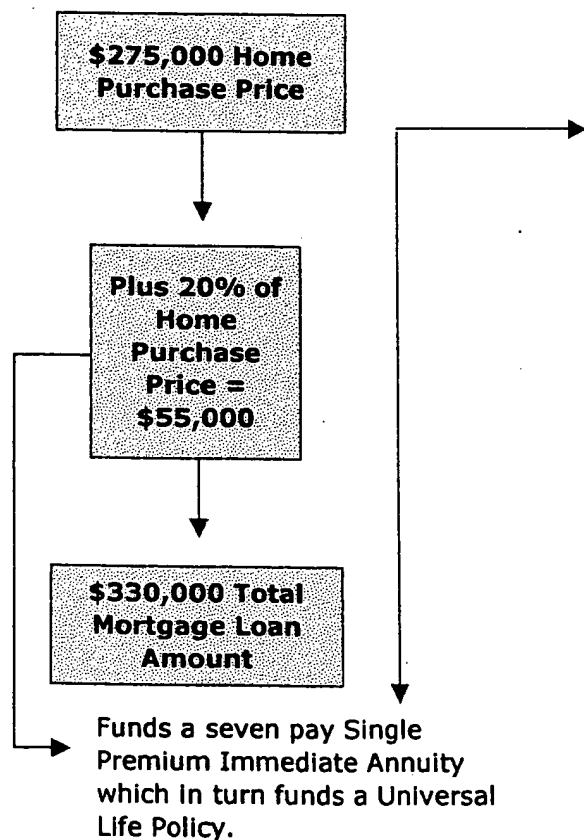 $275,000 Home
Purchase Price
Plus 20% of
Home
Purchase
Price =
$55,000
$330,000 Total
Mortgage Loan
Amount
Funds a seven pay Single
Premium Immediate Annuity
which in turn funds a Universal
Life Policy.